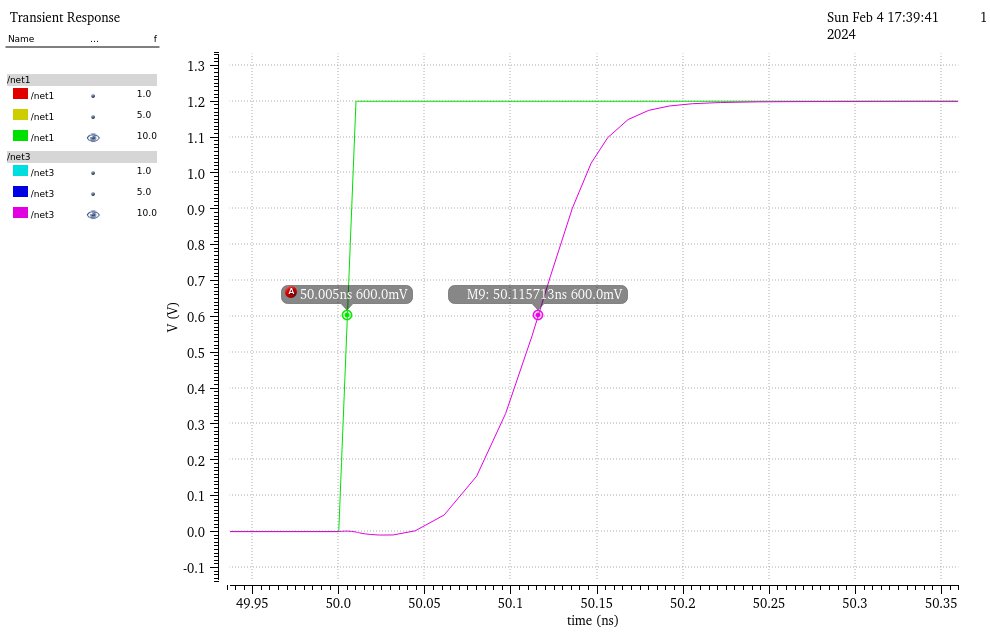 Transient Response
Sun Feb 4 17:39:41 1
2024
Name ... f
/net1
/net1 1.0
/net1 5.0
/net1 10.0
/net3
/net3 1.0
/net3 5.0
/net3 10.0
1.3
1.2
1.1
1.0
0.9
0.8
0.7
0.6
0.5
0.4
0.3
0.2
0.1
0.0
-0.1
V (V)
A 50.005ns 600.0mV
M9: 50.115713ns 600.0mV
49.95 50.0 50.05 50.1 50.15 50.2 50.25 50.3 50.35
time (ns)